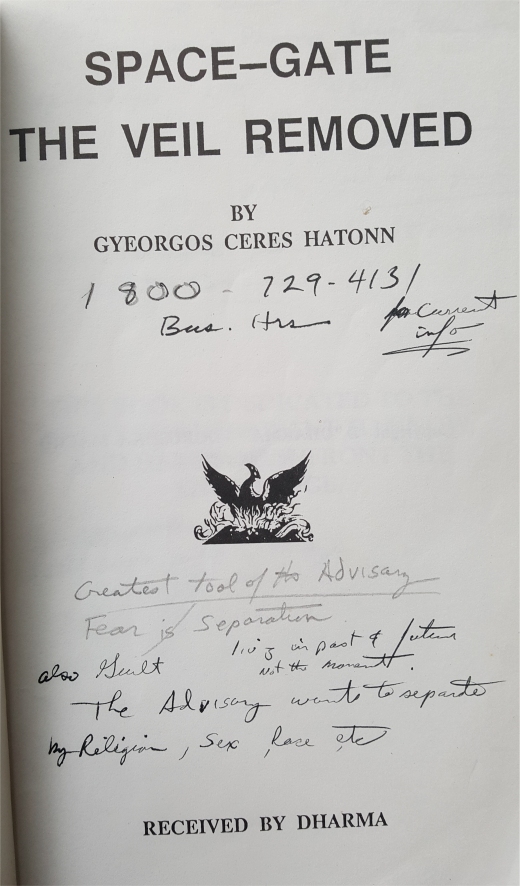 SPACE–GATE
THE VEIL REMOVED
BY
GYEORGOS CERES HATONN
1 800 - 729-4131
Bus. Hrs
for Current
info
Greatest tool of the Advisary
Fear is Separation
also Guilt
living in past & future
Not the moment.
The Advisary wants to separate
by Religion, Sex, Race etc
RECEIVED BY DHARMA